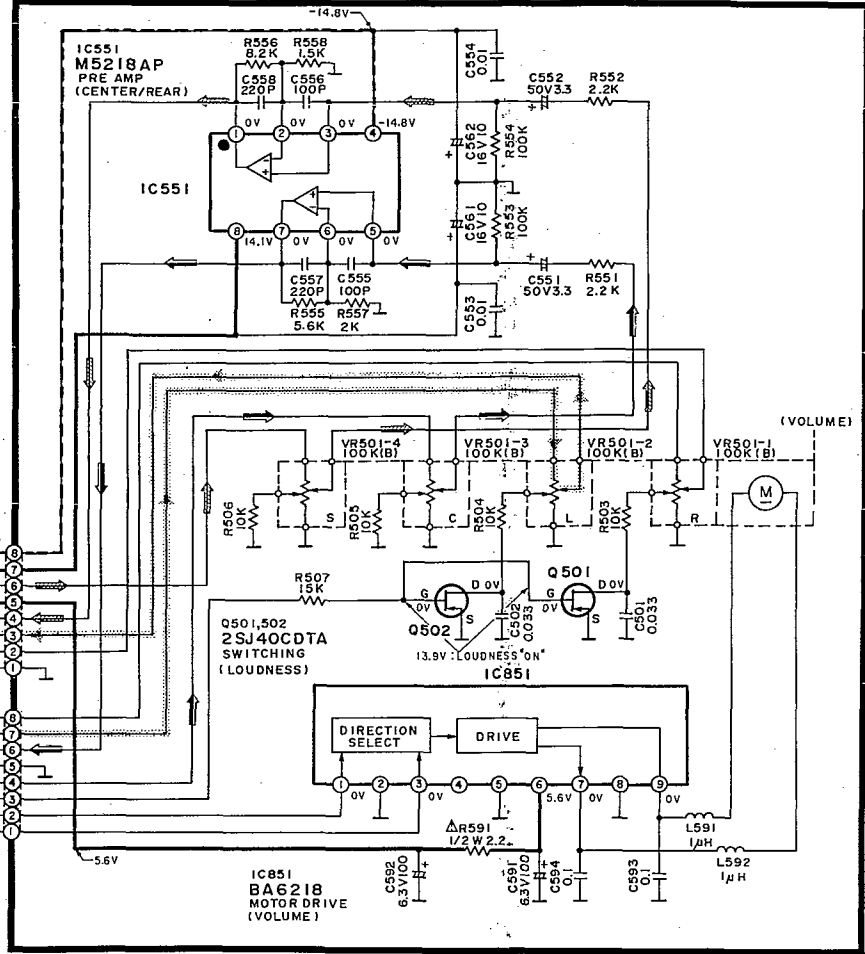 -14.8V
IC551
M5218AP
PRE AMP
(CENTER/REAR)
R556
8.2K
R558
1.5K
C558
220P
C556
100P
C554
0.01
C552
50V3.3
R552
2.2K
1
0V
2
0V
3
0V
4
-14.8V
C562
16V10
R554
100K
IC551
-
+
+
-
C561
16V10
R553
100K
8
14.1V
7
0V
6
0V
5
0V
C557
220P
C555
100P
R555
5.6K
R557
2K
C551
50V3.3
R551
2.2K
C553
0.01
(VOLUME)
VR501-4
100K(B)
VR501-3
100K(B)
VR501-2
100K(B)
VR501-1
100K(B)
M
R506
10K
S
R505
10K
C
R504
10K
L
R503
10K
R
8
7
6
5
4
3
2
1
R507
15K
G
0V
D 0V
S
Q502
C502
0.033
Q501
G
0V
D 0V
S
C501
0.033
Q501,502
2SJ40CDTA
SWITCHING
(LOUDNESS)
13.9V:LOUDNESS"ON"
IC851
8
7
6
5
4
3
2
1
DIRECTION
SELECT
DRIVE
1
0V
2
3
0V
4
5
6
5.6V
7
0V
8
9
0V
L591
1μH
L592
1μH
⚠R591
1/2W2.2
5.6V
C592
6.3V100
C591
6.3V100
C594
0.1
C593
0.1
IC851
BA6218
MOTOR DRIVE
(VOLUME)